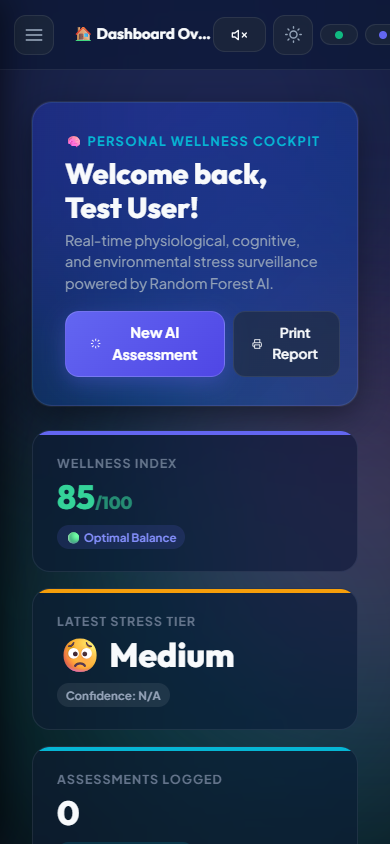 Dashboard Ov...
PERSONAL WELLNESS COCKPIT
Welcome back,
Test User!
Real-time physiological, cognitive,
and environmental stress surveillance
powered by Random Forest AI.
New AI
Assessment
Print
Report
WELLNESS INDEX
85/100
Optimal Balance
LATEST STRESS TIER
Medium
Confidence: N/A
ASSESSMENTS LOGGED
0